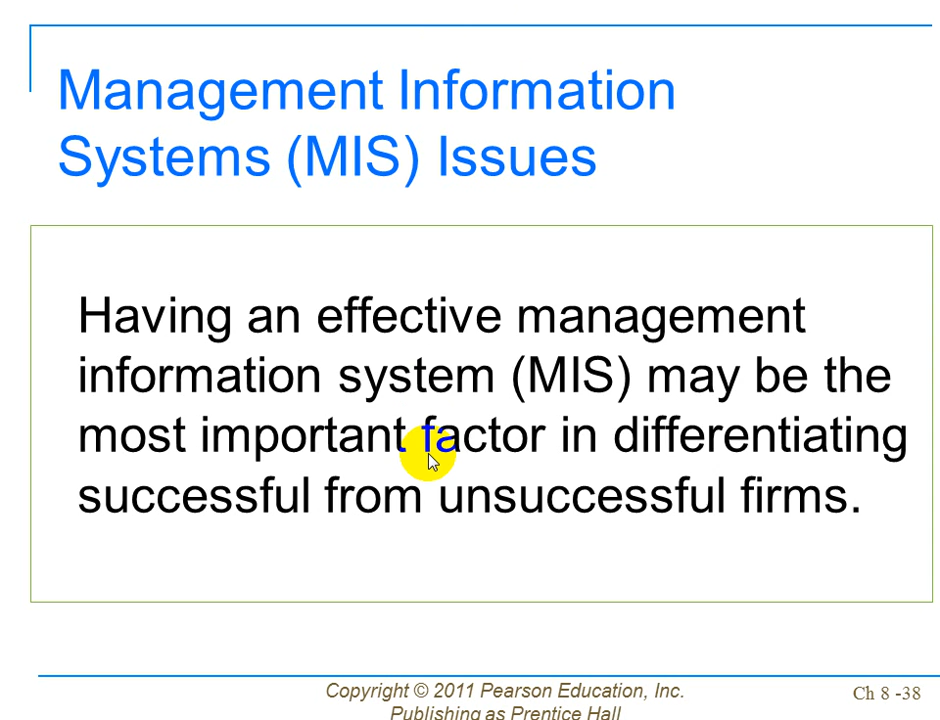 Management Information
Systems (MIS) Issues
Having an effective management
information system (MIS) may be the
most important factor in differentiating
successful from unsuccessful firms.
Copyright © 2011 Pearson Education, Inc.
Publishing as Prentice Hall
Ch 8 -38